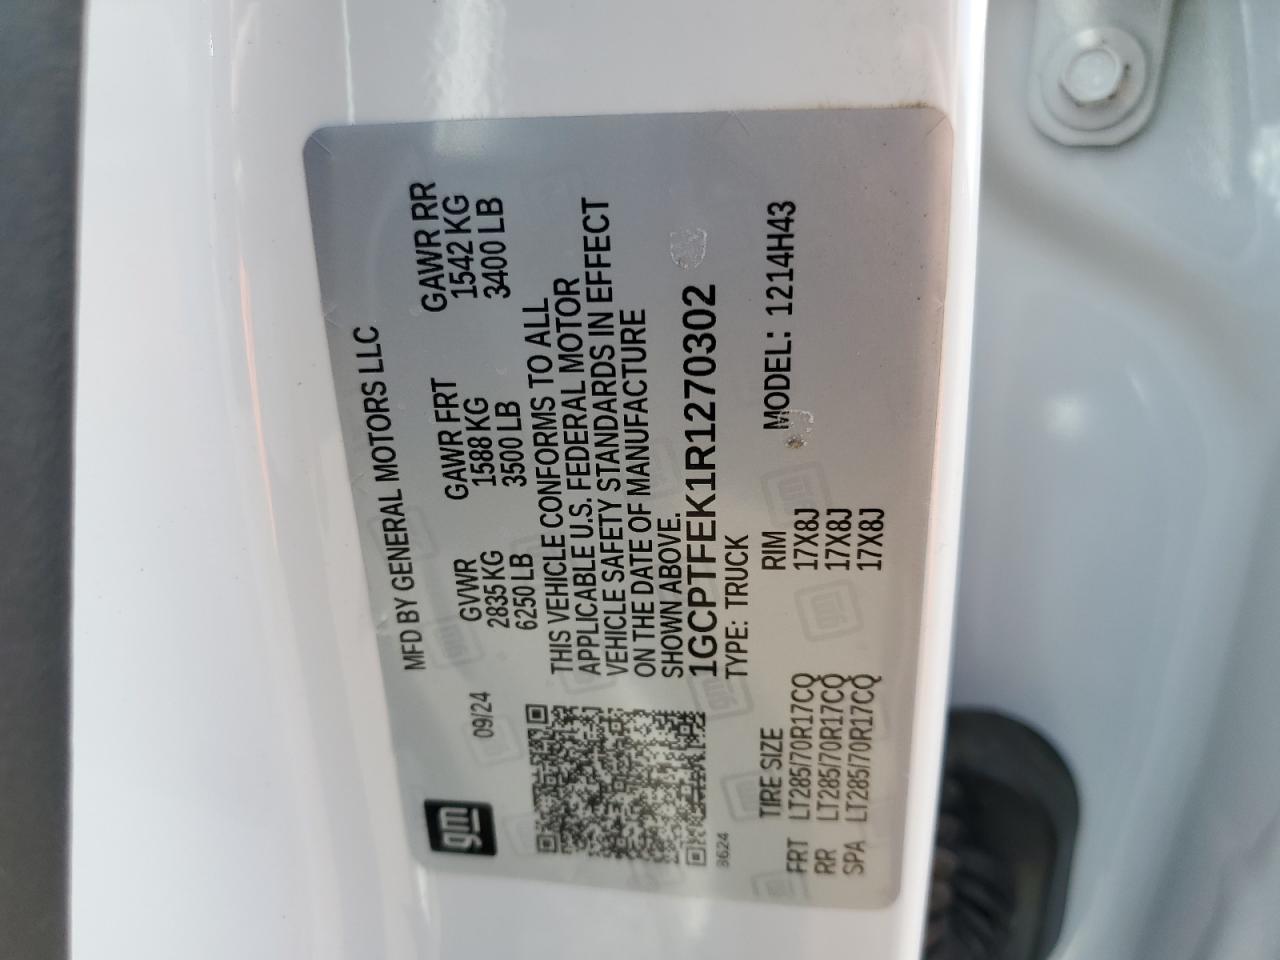 gm
MFD BY GENERAL MOTORS LLC
09/24 GVWR GAWR FRT GAWR RR
2835 KG 1588 KG 1542 KG
6250 LB 3500 LB 3400 LB
THIS VEHICLE CONFORMS TO ALL
APPLICABLE U.S. FEDERAL MOTOR
VEHICLE SAFETY STANDARDS IN EFFECT
ON THE DATE OF MANUFACTURE
SHOWN ABOVE.
1GCPTFEK1R1270302
8624 TYPE: TRUCK
TIRE SIZE RIM MODEL: 1214H43
FRT LT285/70R17CQ 17X8J
RR LT285/70R17CQ 17X8J
SPA LT285/70R17CQ 17X8J